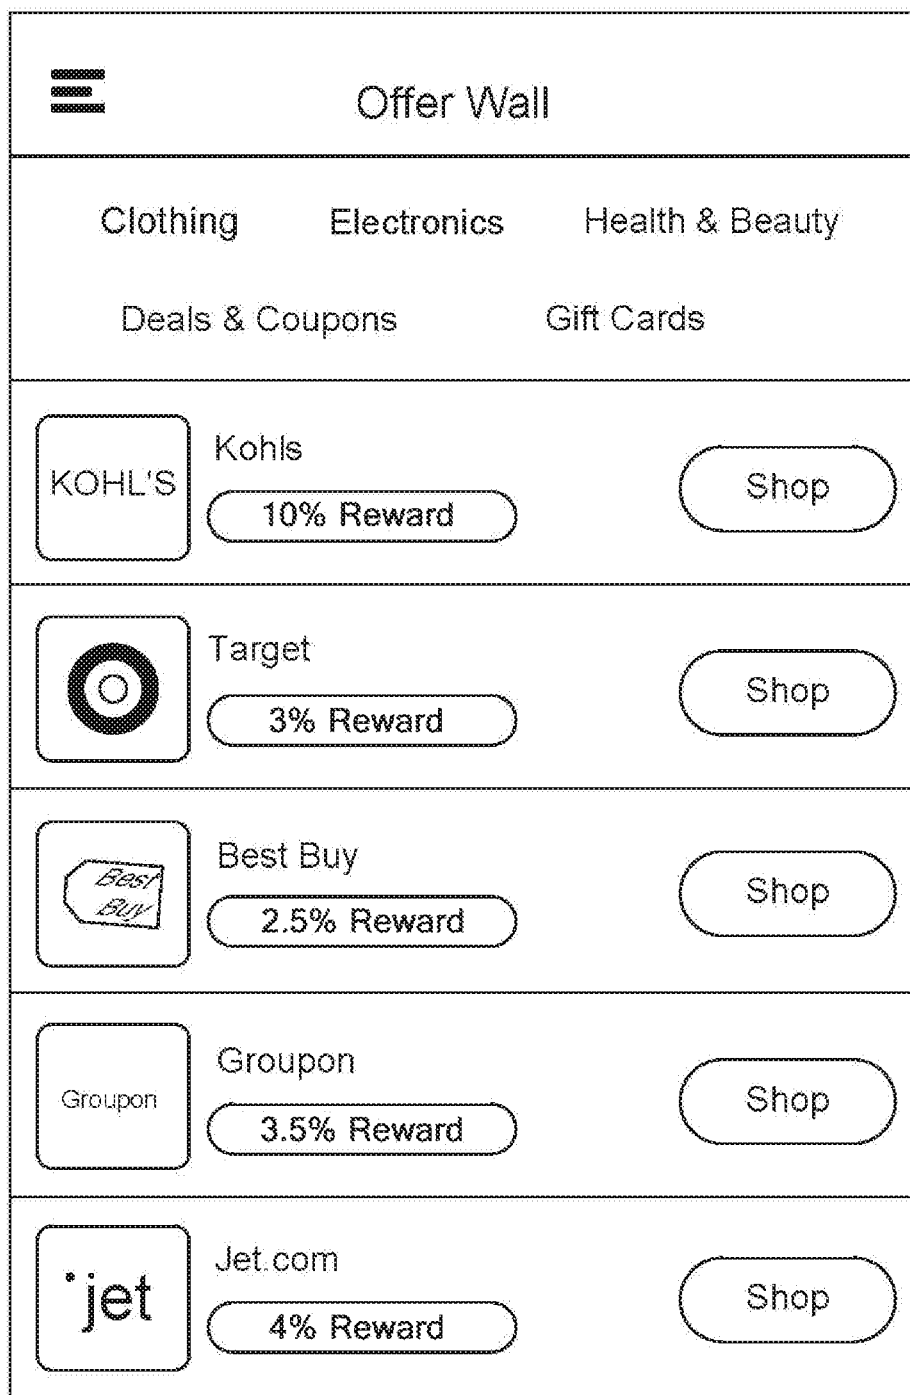 Offer Wall
Clothing Electronics Health & Beauty
Deals & Coupons Gift Cards
KOHL'S
Kohls
10% Reward
Shop
Target
3% Reward
Shop
Best
Buy
Best Buy
2.5% Reward
Shop
Groupon
Groupon
3.5% Reward
Shop
jet
Jet.com
4% Reward
Shop